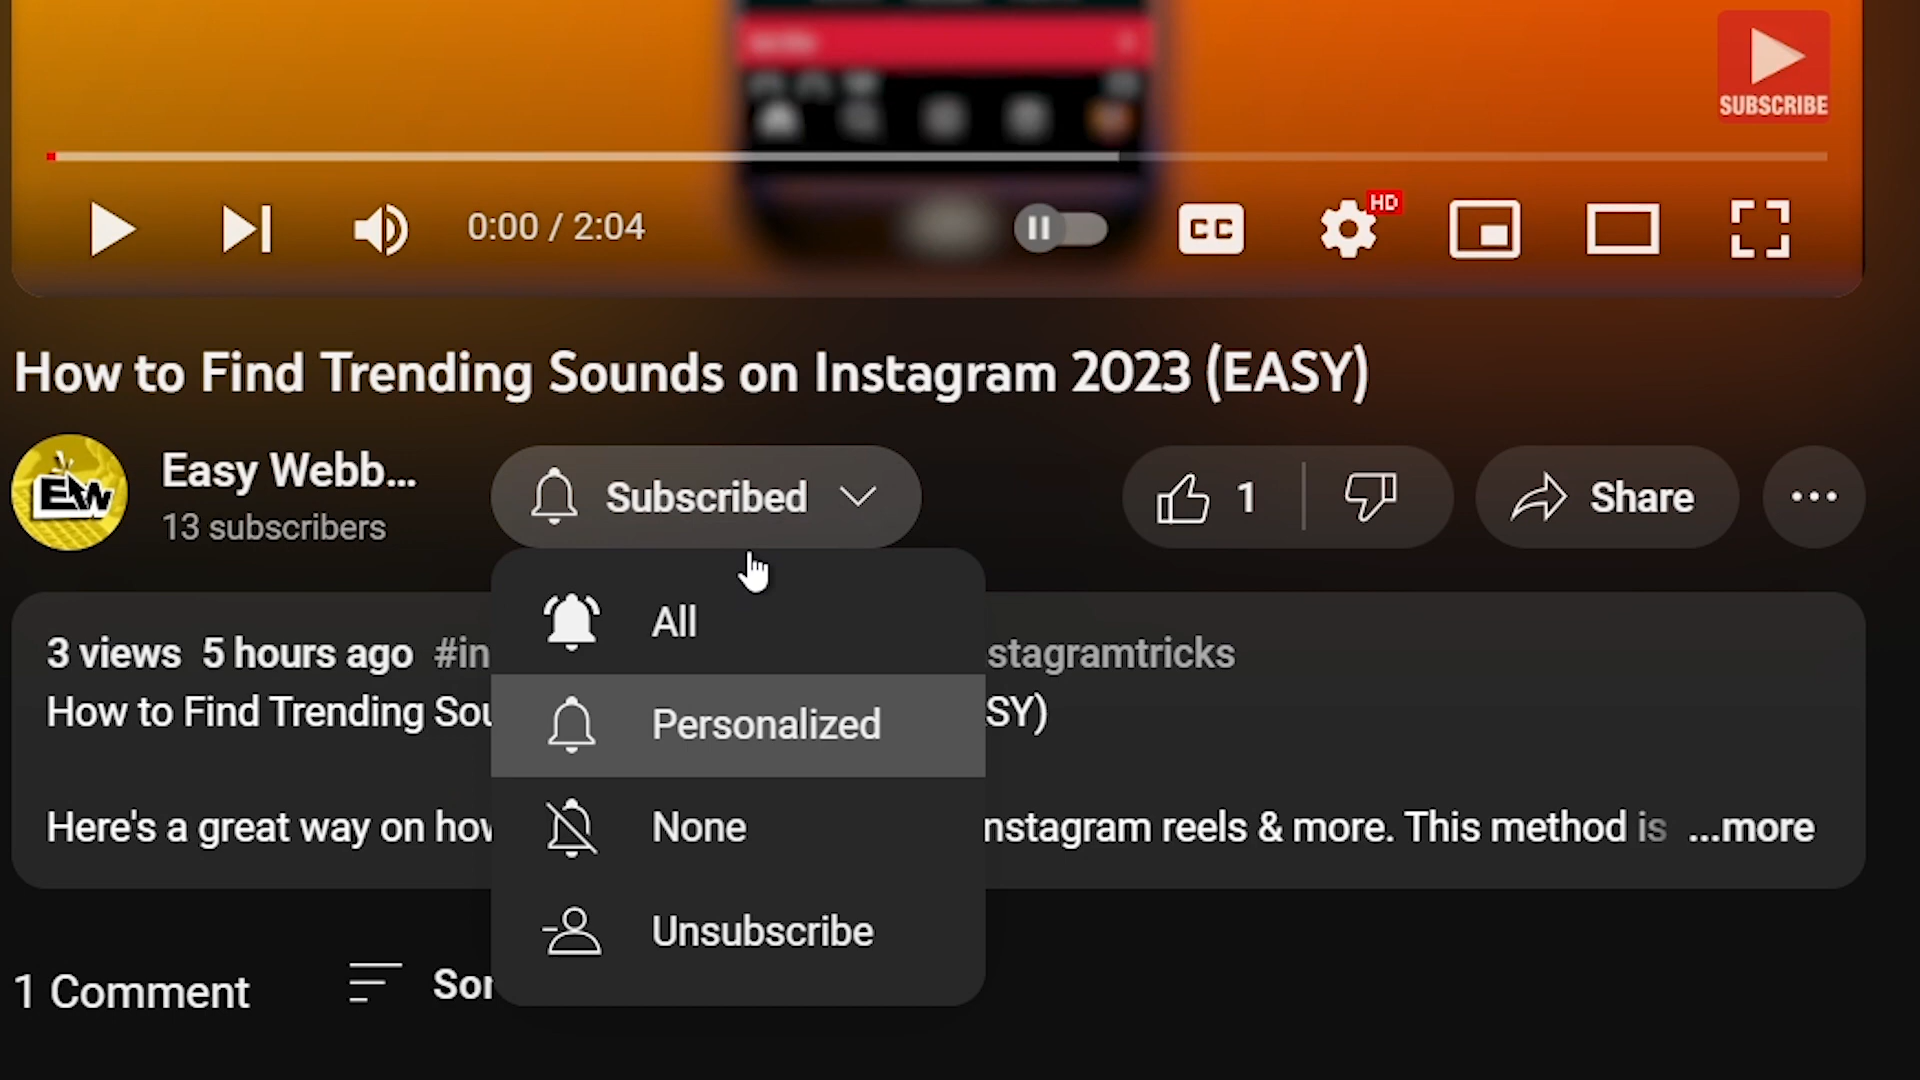 SUBSCRIBE
0:00 / 2:04
CC
HD
How to Find Trending Sounds on Instagram 2023 (EASY)
Easy Webb...
13 subscribers
Subscribed
1
Share
All
Personalized
None
Unsubscribe
3 views 5 hours ago #in stagramtricks
How to Find Trending Sou SY)
Here's a great way on how nstagram reels & more. This method is ...more
1 Comment
Sor